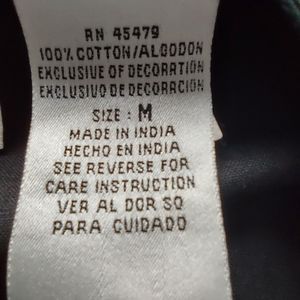 RN 45479
100% COTTON/ALGODON
EXCLUSIVE OF DECORATION
EXCLUSIVO DE DECORACION
SIZE : M
MADE IN INDIA
HECHO EN INDIA
SEE REVERSE FOR
CARE INSTRUCTION
VER AL DOR SO
PARA CUIDADO